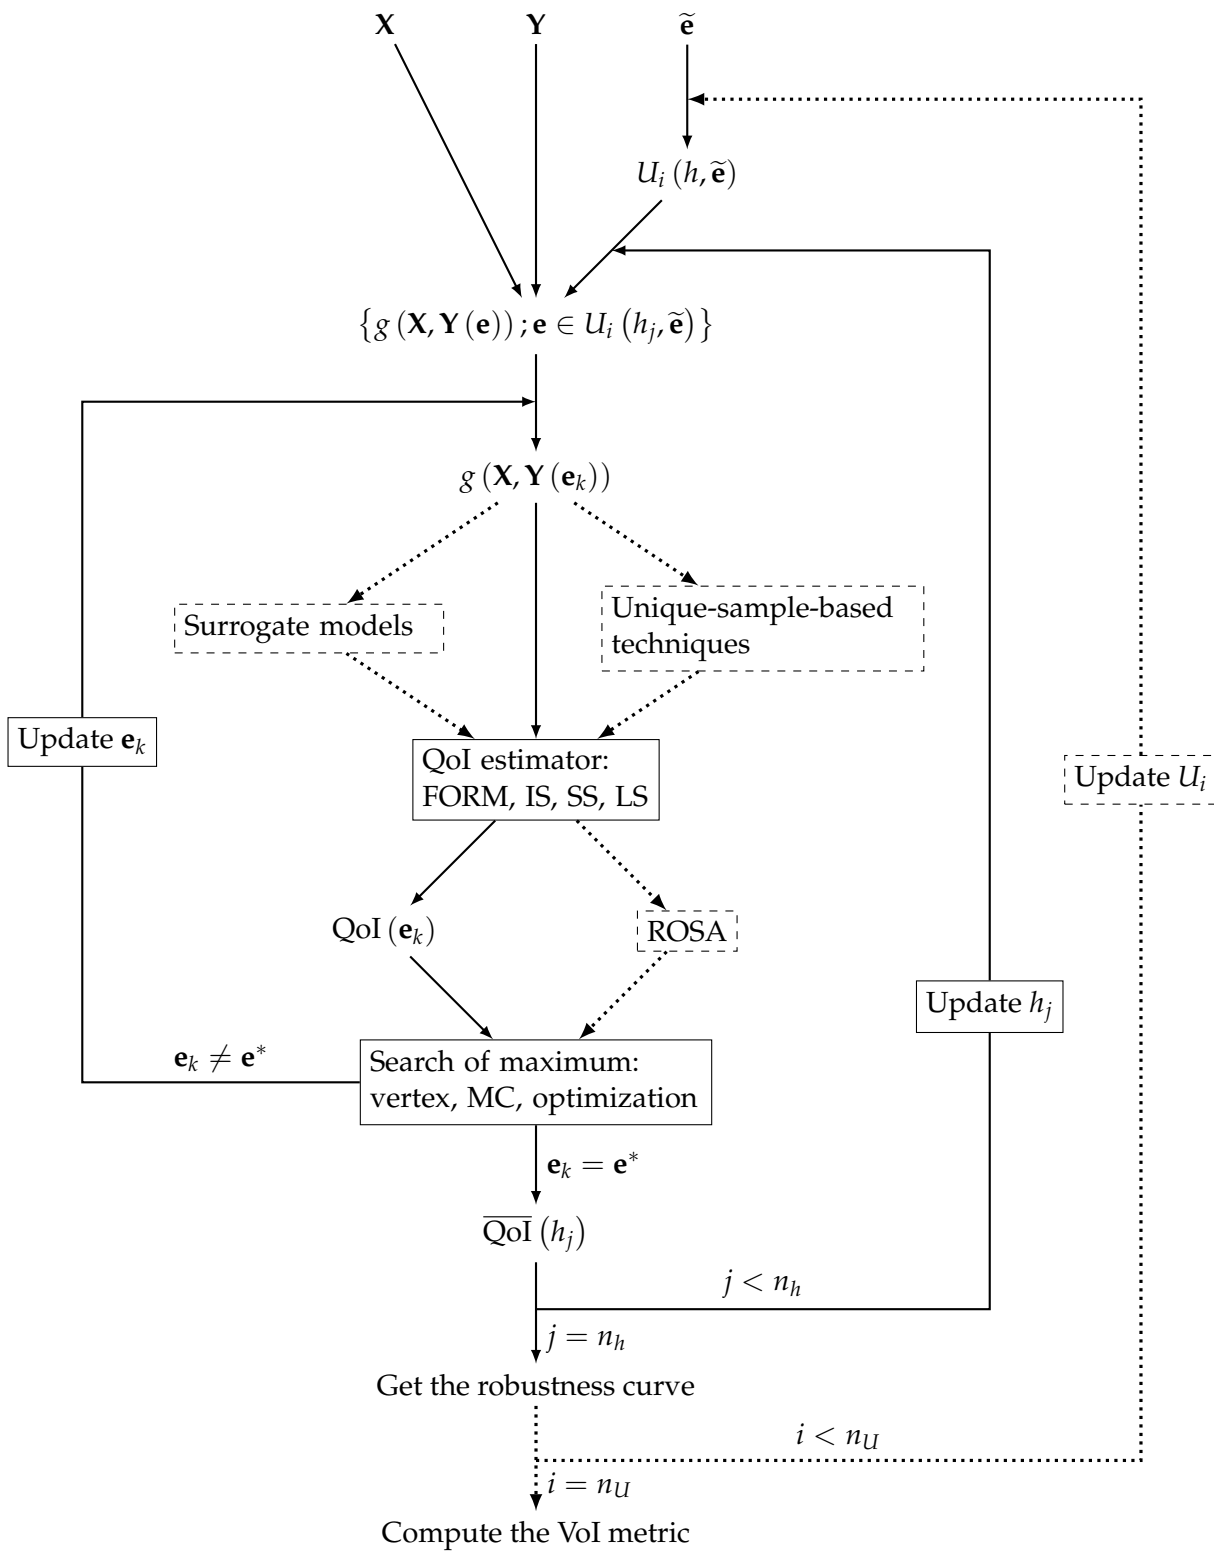 X Y ẽ
U_i (h, ẽ)
{g (X, Y (e)) ; e ∈ U_i (h_j, ẽ)}
g (X, Y (e_k))
Surrogate models
Unique-sample-based
techniques
Update e_k
QoI estimator:
FORM, IS, SS, LS
Update U_i
QoI (e_k)
ROSA
Update h_j
e_k ≠ e*
Search of maximum:
vertex, MC, optimization
e_k = e*
Q̅o̅I̅ (h_j)
j < n_h
j = n_h
Get the robustness curve
i < n_U
i = n_U
Compute the VoI metric